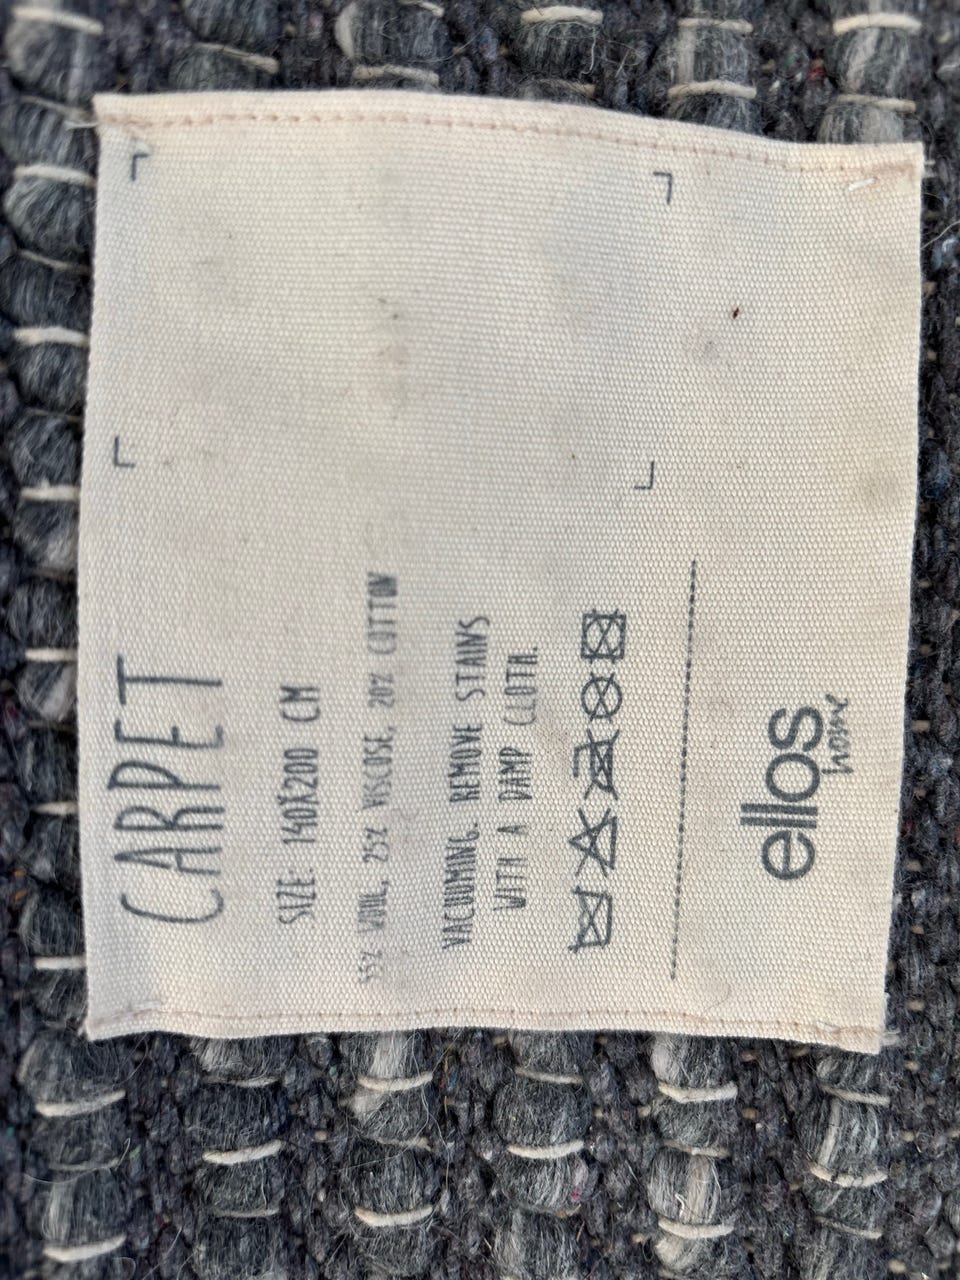 CARPET
SIZE: 140X200 CM
55% WOOL, 25% VISCOSE, 20% COTTON
VACUUMING. REMOVE STAINS
WITH A DAMP CLOTH.
ellos
home